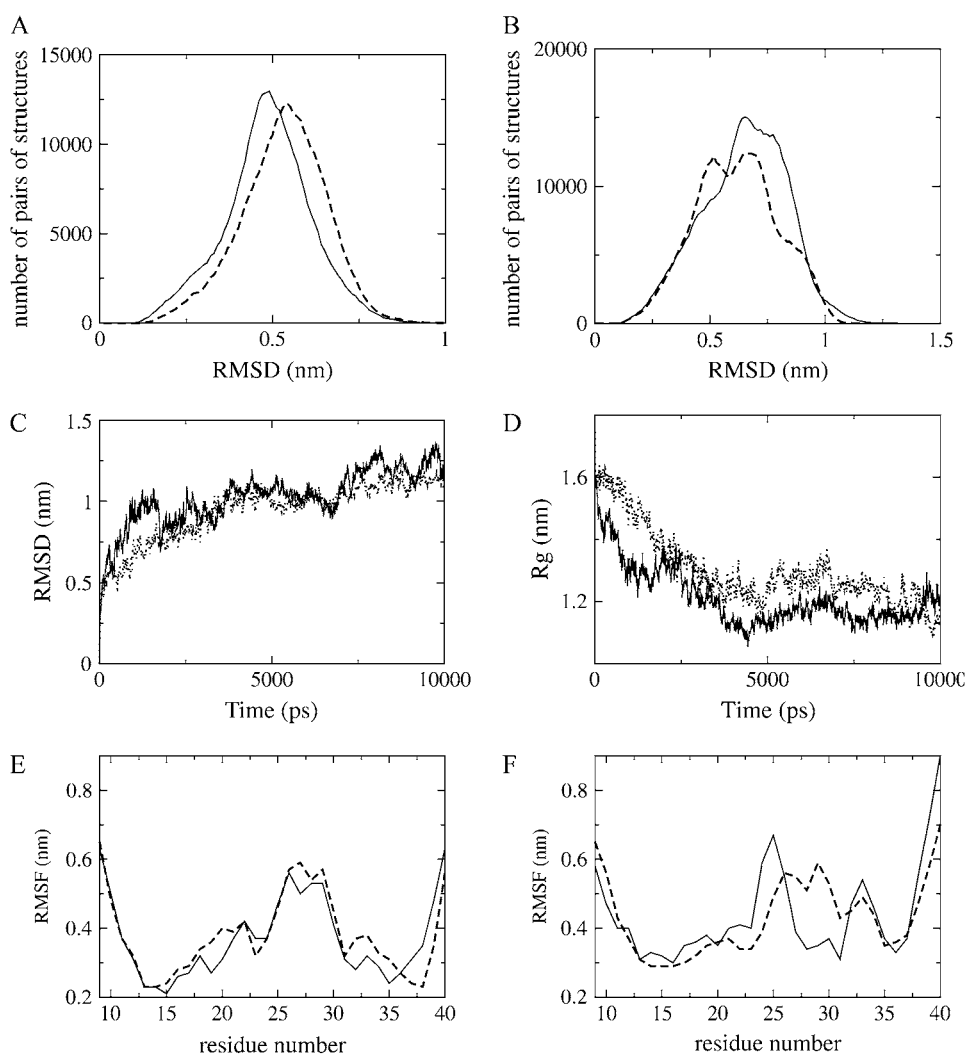 A
15000
10000
5000
0
number of pairs of structures
0
0.5
1
RMSD (nm)
B
20000
10000
0
number of pairs of structures
0
0.5
1
1.5
RMSD (nm)
C
1.5
1
0.5
0
RMSD (nm)
0
5000
10000
Time (ps)
D
1.6
1.2
Rg (nm)
0
5000
10000
Time (ps)
E
0.8
0.6
0.4
0.2
RMSF (nm)
10
15
20
25
30
35
40
residue number
F
0.8
0.6
0.4
0.2
RMSF (nm)
10
15
20
25
30
35
40
residue number